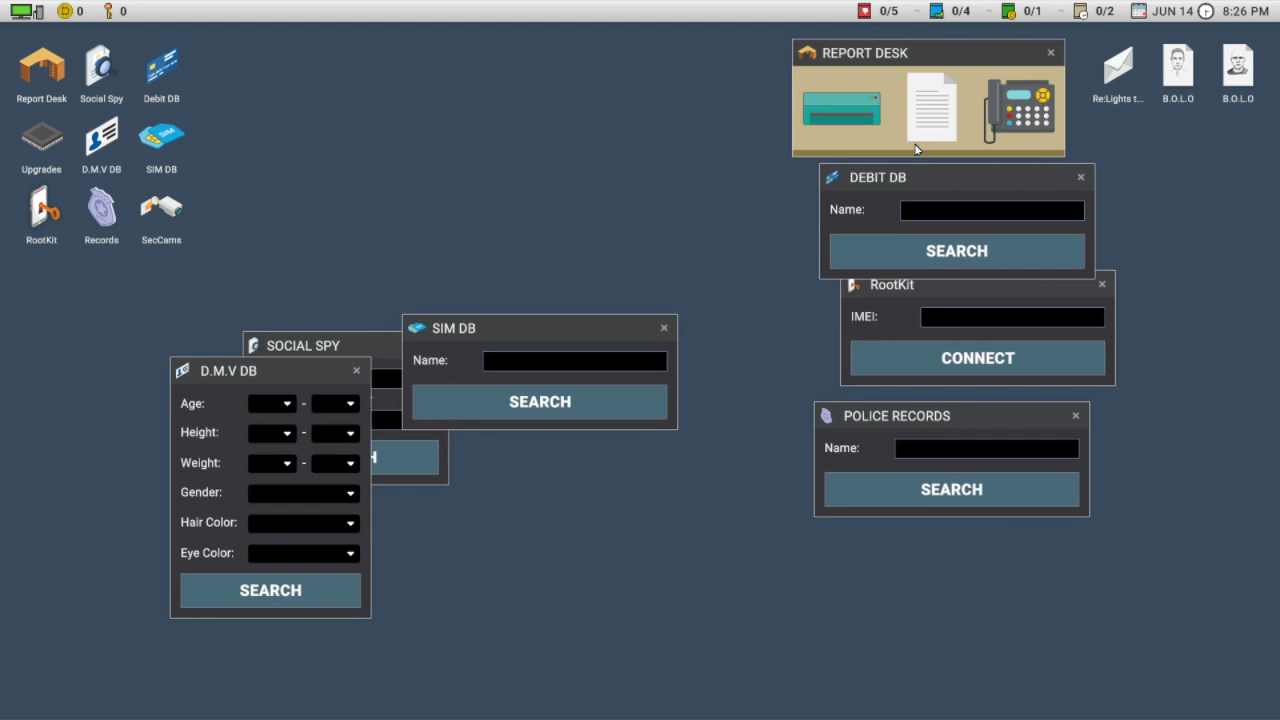 0 0 0/5 - 0/4 - 0/1 - 0/2 JUN 14 8:26 PM
Report Desk
Social Spy
Debit DB
Upgrades
D.M.V DB
SIM DB
RootKit
Records
SecCams
REPORT DESK ×
Re:Lights t...
B.O.L.O
B.O.L.O
DEBIT DB ×
Name:
SEARCH
RootKit ×
IMEI:
CONNECT
SOCIAL SPY
H
SIM DB ×
Name:
SEARCH
D.M.V DB ×
Age: -
Height: -
Weight: -
Gender:
Hair Color:
Eye Color:
SEARCH
POLICE RECORDS ×
Name:
SEARCH